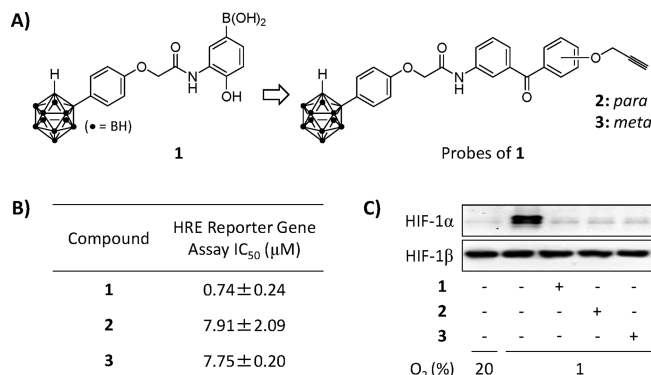 A)
B(OH)2
H
O
O
N
H
OH
(• = BH)
1
H
O
O
N
H
O
O
2: para
3: meta
Probes of 1
B)
Compound
HRE Reporter Gene
Assay IC50 (μM)
1 0.74±0.24
2 7.91±2.09
3 7.75±0.20
C)
HIF-1α
HIF-1β
1 - - + - -
2 - - - + -
3 - - - - +
O2 (%) 20 1